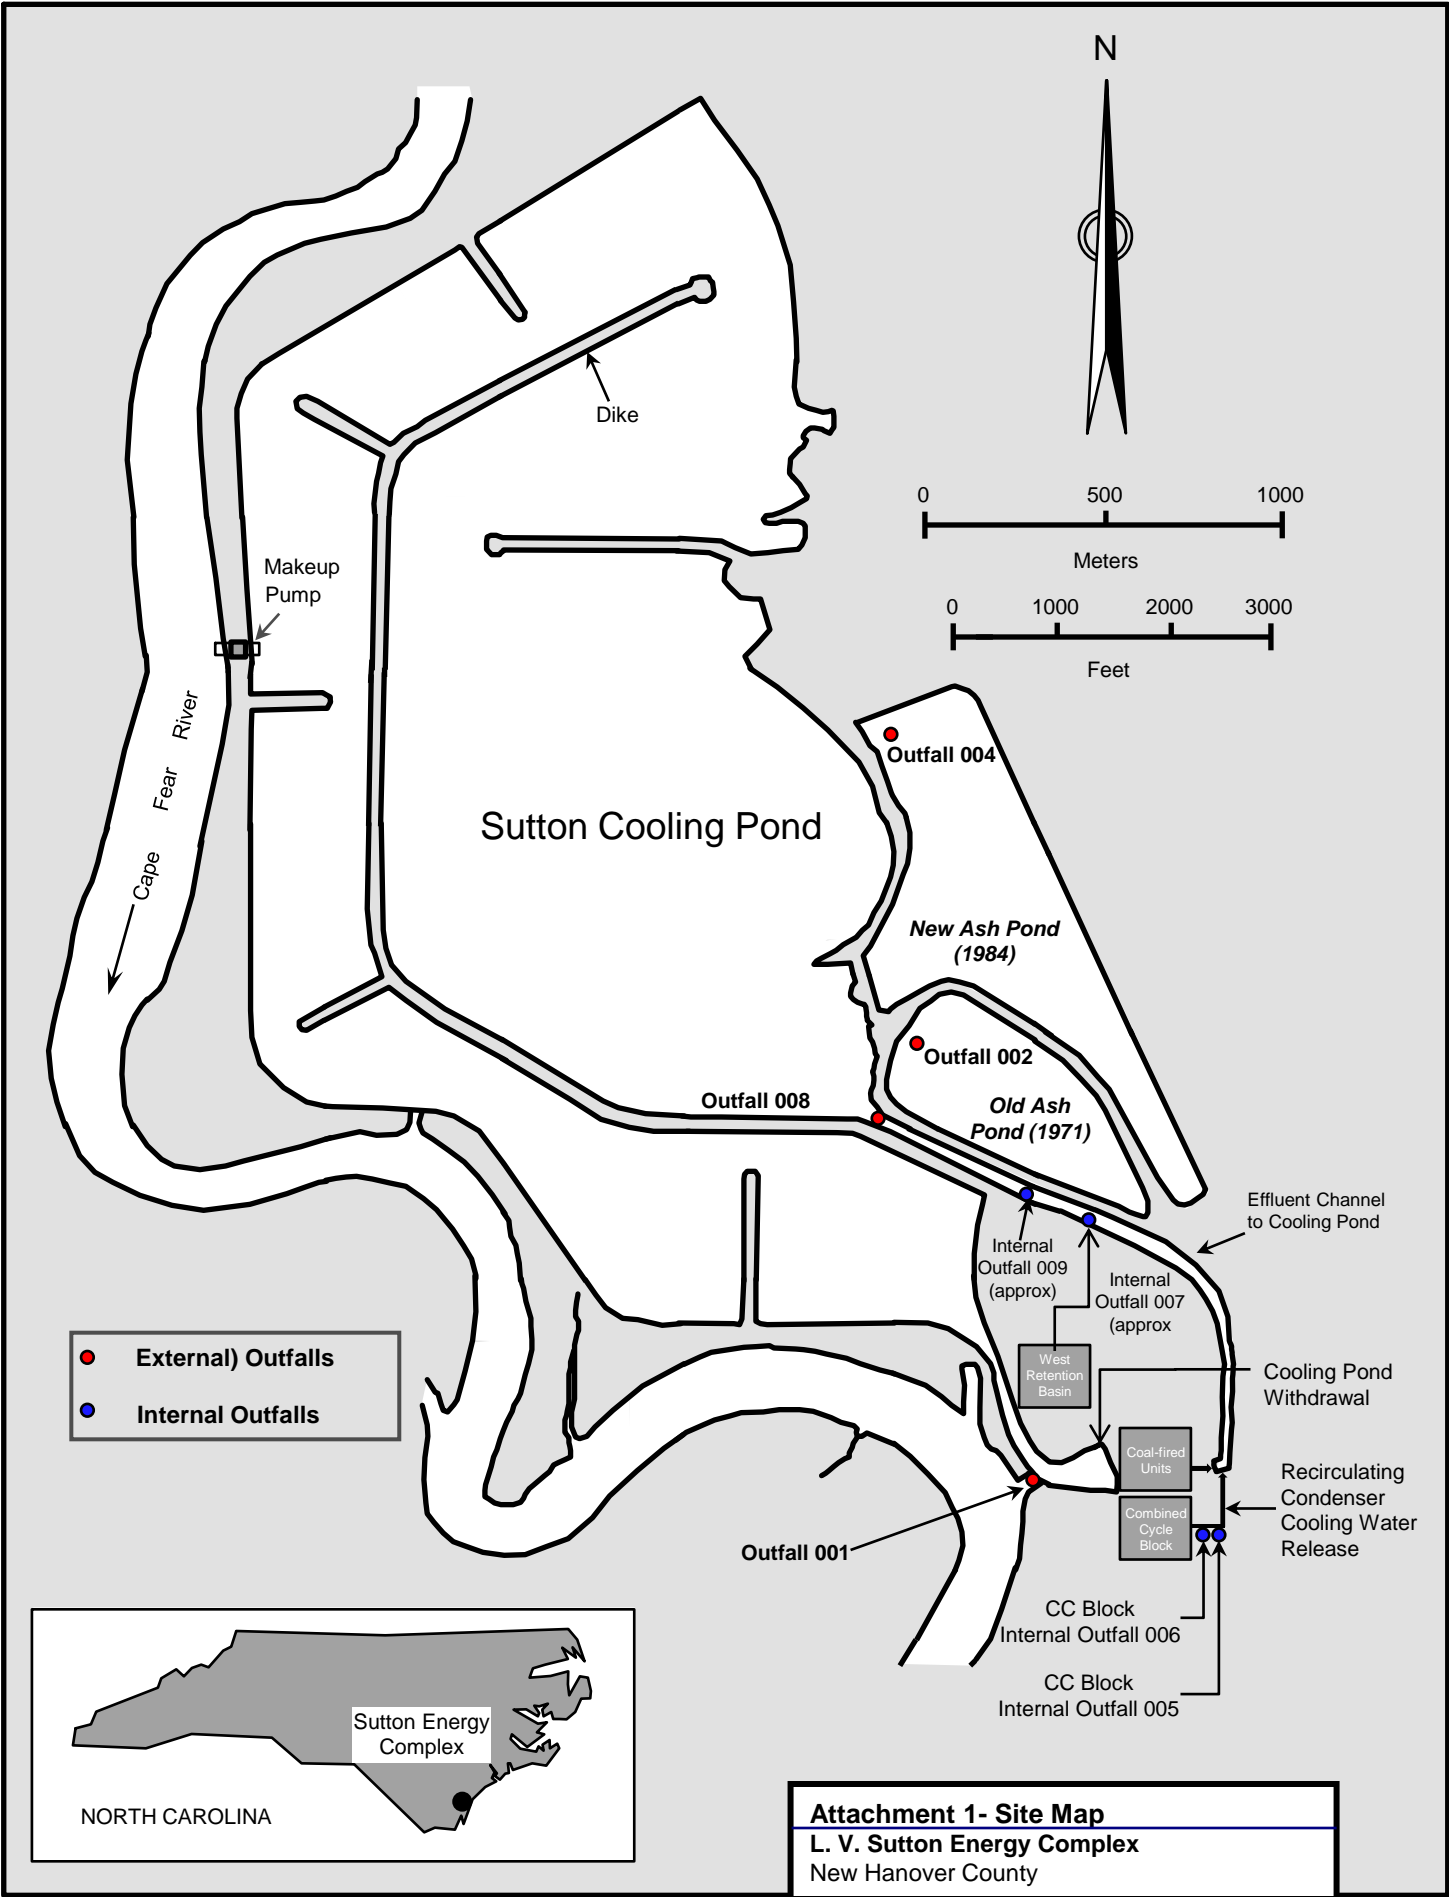 N
Dike
0 500 1000
Meters
Makeup
Pump
0 1000 2000 3000
Feet
Cape Fear River
Outfall 004
Sutton Cooling Pond
New Ash Pond
(1984)
Outfall 002
Outfall 008
Old Ash
Pond (1971)
Effluent Channel
to Cooling Pond
Internal
Outfall 009
(approx)
Internal
Outfall 007
(approx
External) Outfalls
Internal Outfalls
West
Retention
Basin
Cooling Pond
Withdrawal
Coal-fired
Units
Recirculating
Condenser
Cooling Water
Release
Combined
Cycle
Block
Outfall 001
CC Block
Internal Outfall 006
CC Block
Internal Outfall 005
Sutton Energy
Complex
NORTH CAROLINA
Attachment 1- Site Map
L. V. Sutton Energy Complex
New Hanover County